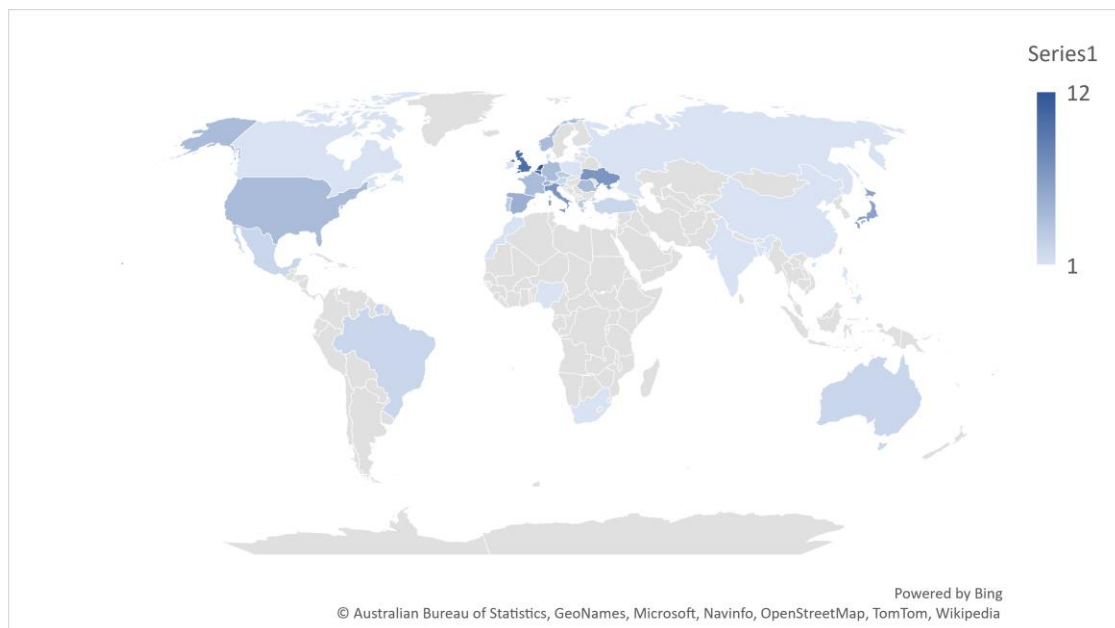 Series1
12
1
Powered by Bing
© Australian Bureau of Statistics, GeoNames, Microsoft, Navinfo, OpenStreetMap, TomTom, Wikipedia